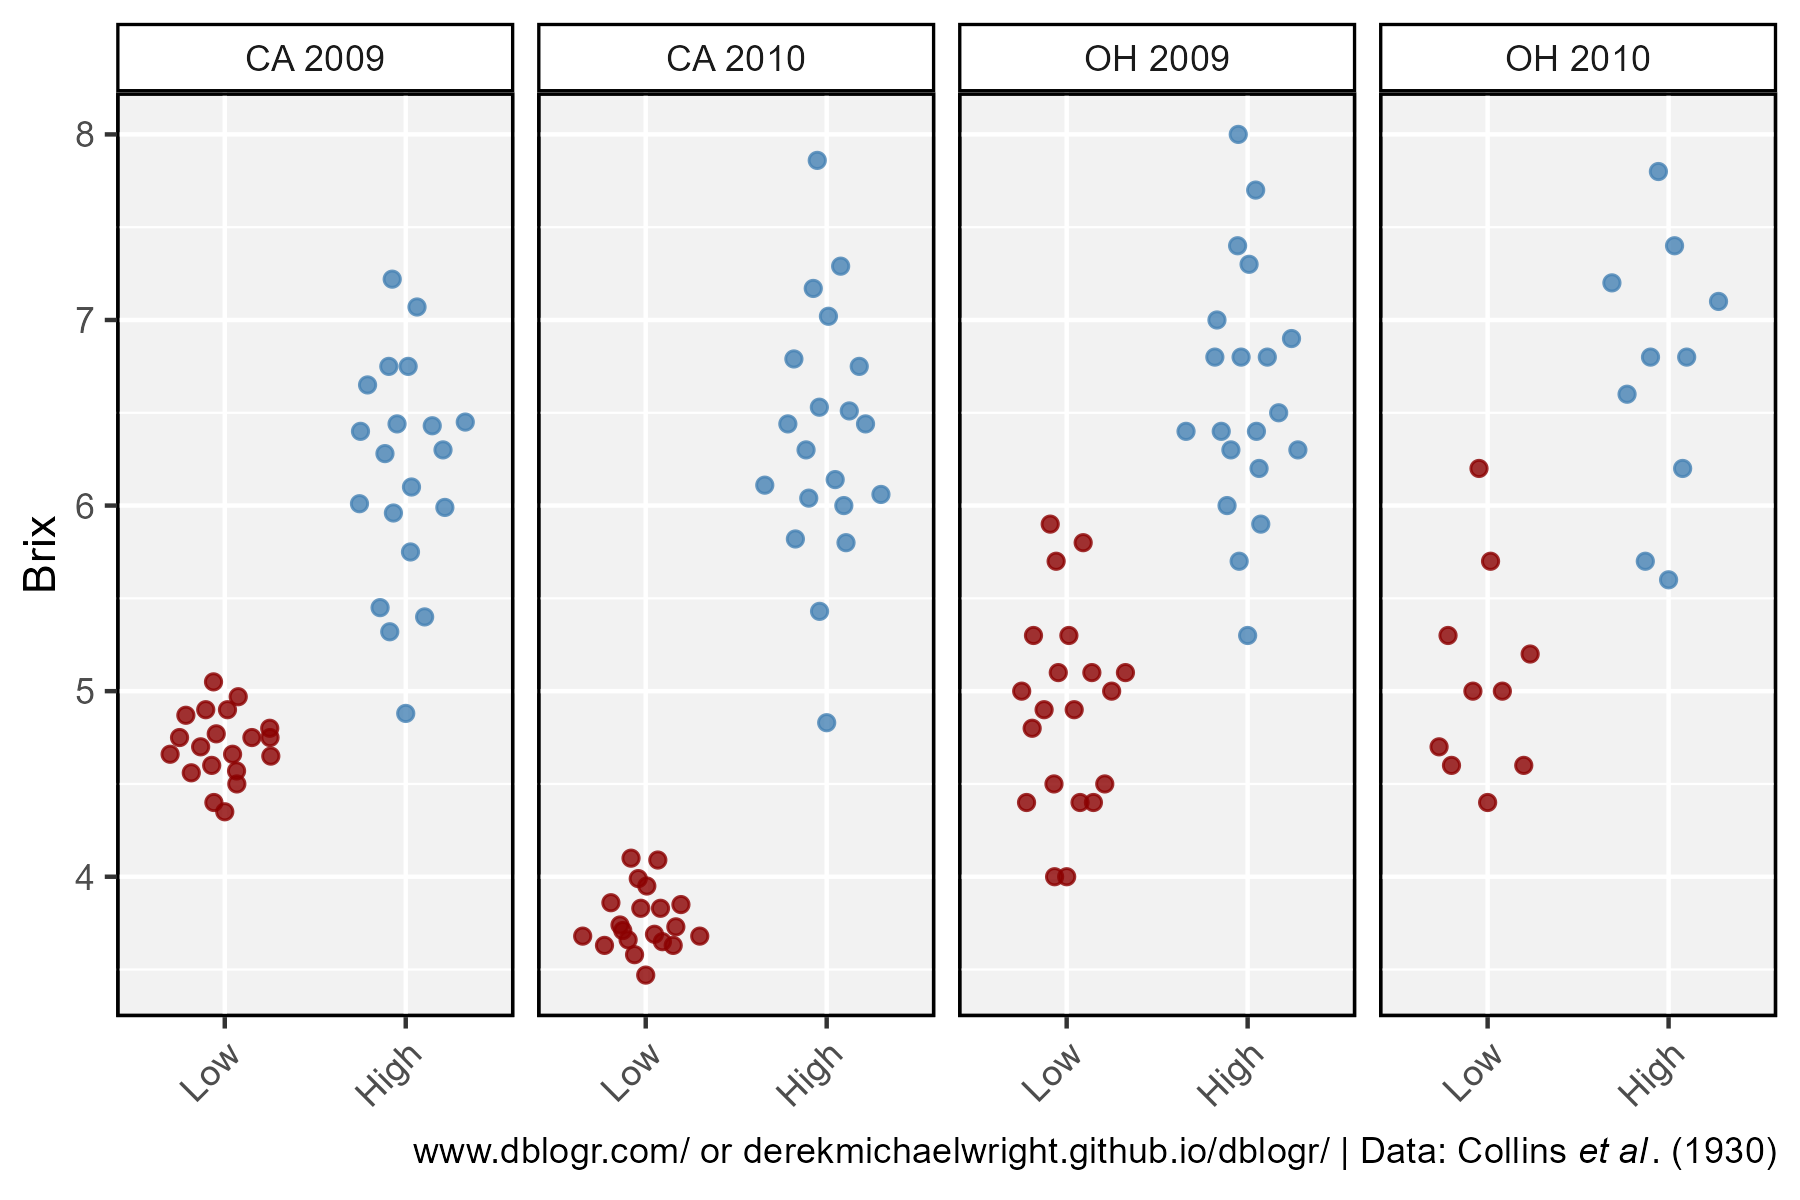 CA 2009 CA 2010 OH 2009 OH 2010
Brix
8
7
6
5
4
Low High Low High Low High Low High
www.dblogr.com/ or derekmichaelwright.github.io/dblogr/ | Data: Collins et al. (1930)